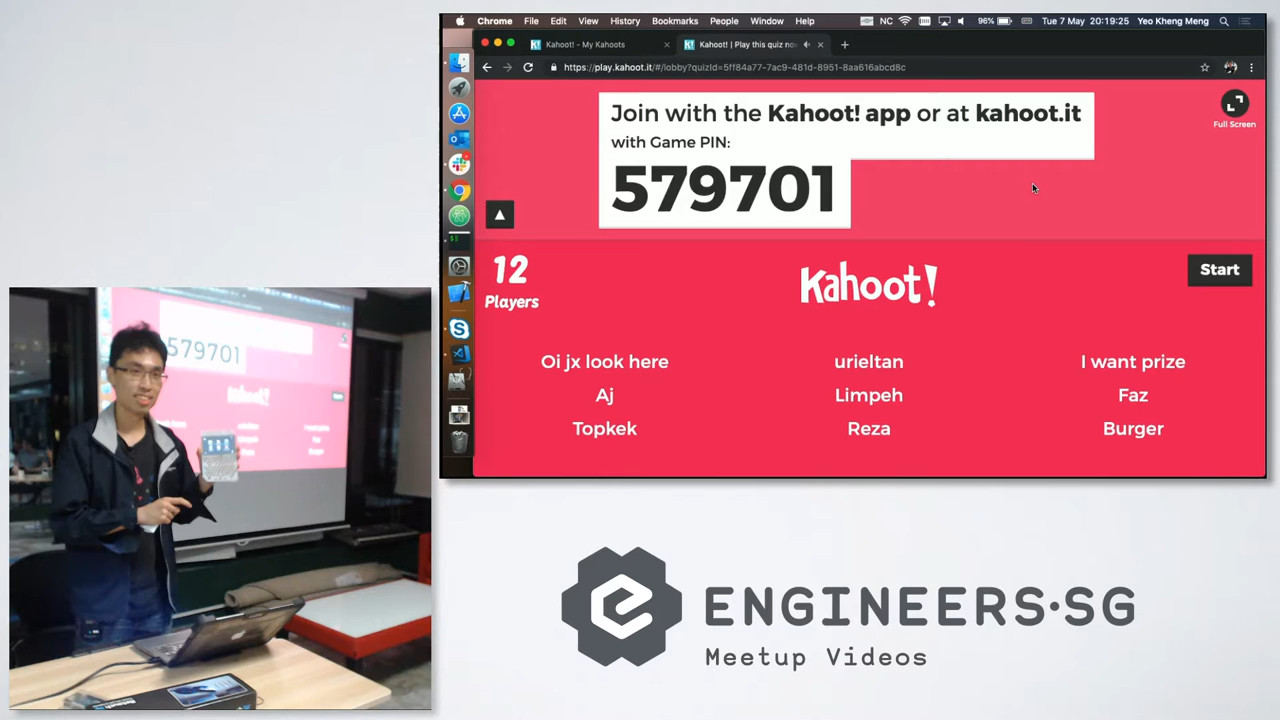 Chrome File Edit View History Bookmarks People Window Help NC 96% Tue 7 May 20:19:25 Yeo Kheng Meng
Kahoot! - My Kahoots
Kahoot! | Play this quiz no
https://play.kahoot.it/#/lobby?quizId=5ff84a77-7ac9-481d-8951-8aa616abcd8c
Join with the Kahoot! app or at kahoot.it
with Game PIN:
579701
Full Screen
12
Players
Kahoot!
Start
Oi jx look here
urieltan
I want prize
Aj
Limpeh
Faz
Topkek
Reza
Burger
579701
Kahoot!
ENGINEERS·SG
Meetup Videos